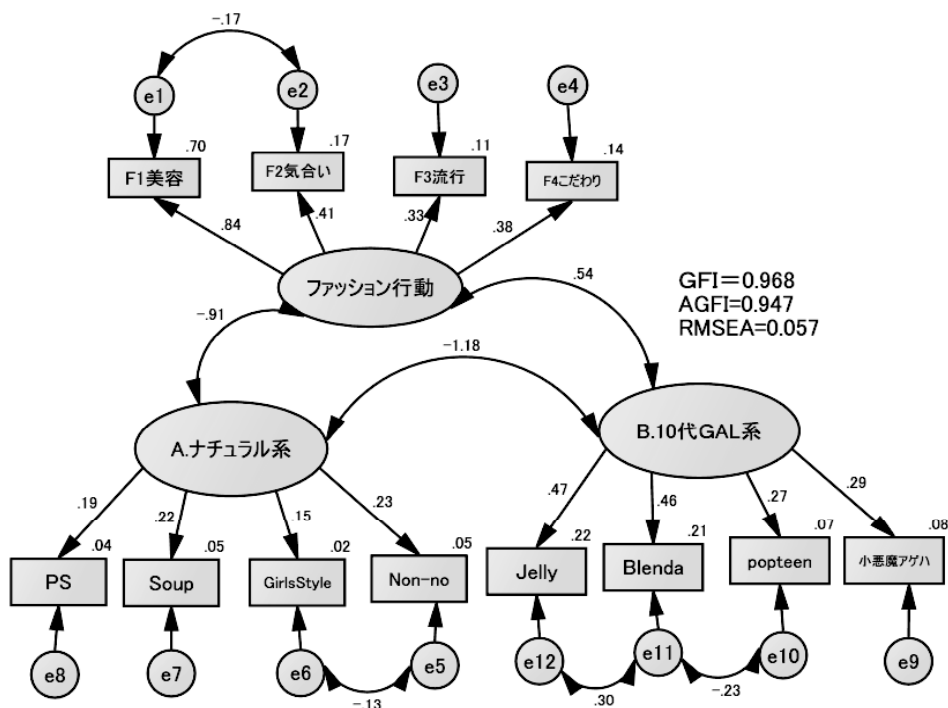 -.17
e1
e2
e3
e4
.70
F1美容
.17
F2気合い
.11
F3流行
.14
F4こだわり
.84
.41
.33
.38
ファッション行動
.54
GFI=0.968
AGFI=0.947
RMSEA=0.057
-.91
-1.18
A.ナチュラル系
B.10代GAL系
.19
.22
.15
.23
.47
.46
.27
.29
.04
PS
.05
Soup
.02
GirlsStyle
.05
Non-no
.22
Jelly
.21
Blenda
.07
popteen
.08
小悪魔アゲハ
e8
e7
e6
e5
e12
e11
e10
e9
-.13
.30
-.23